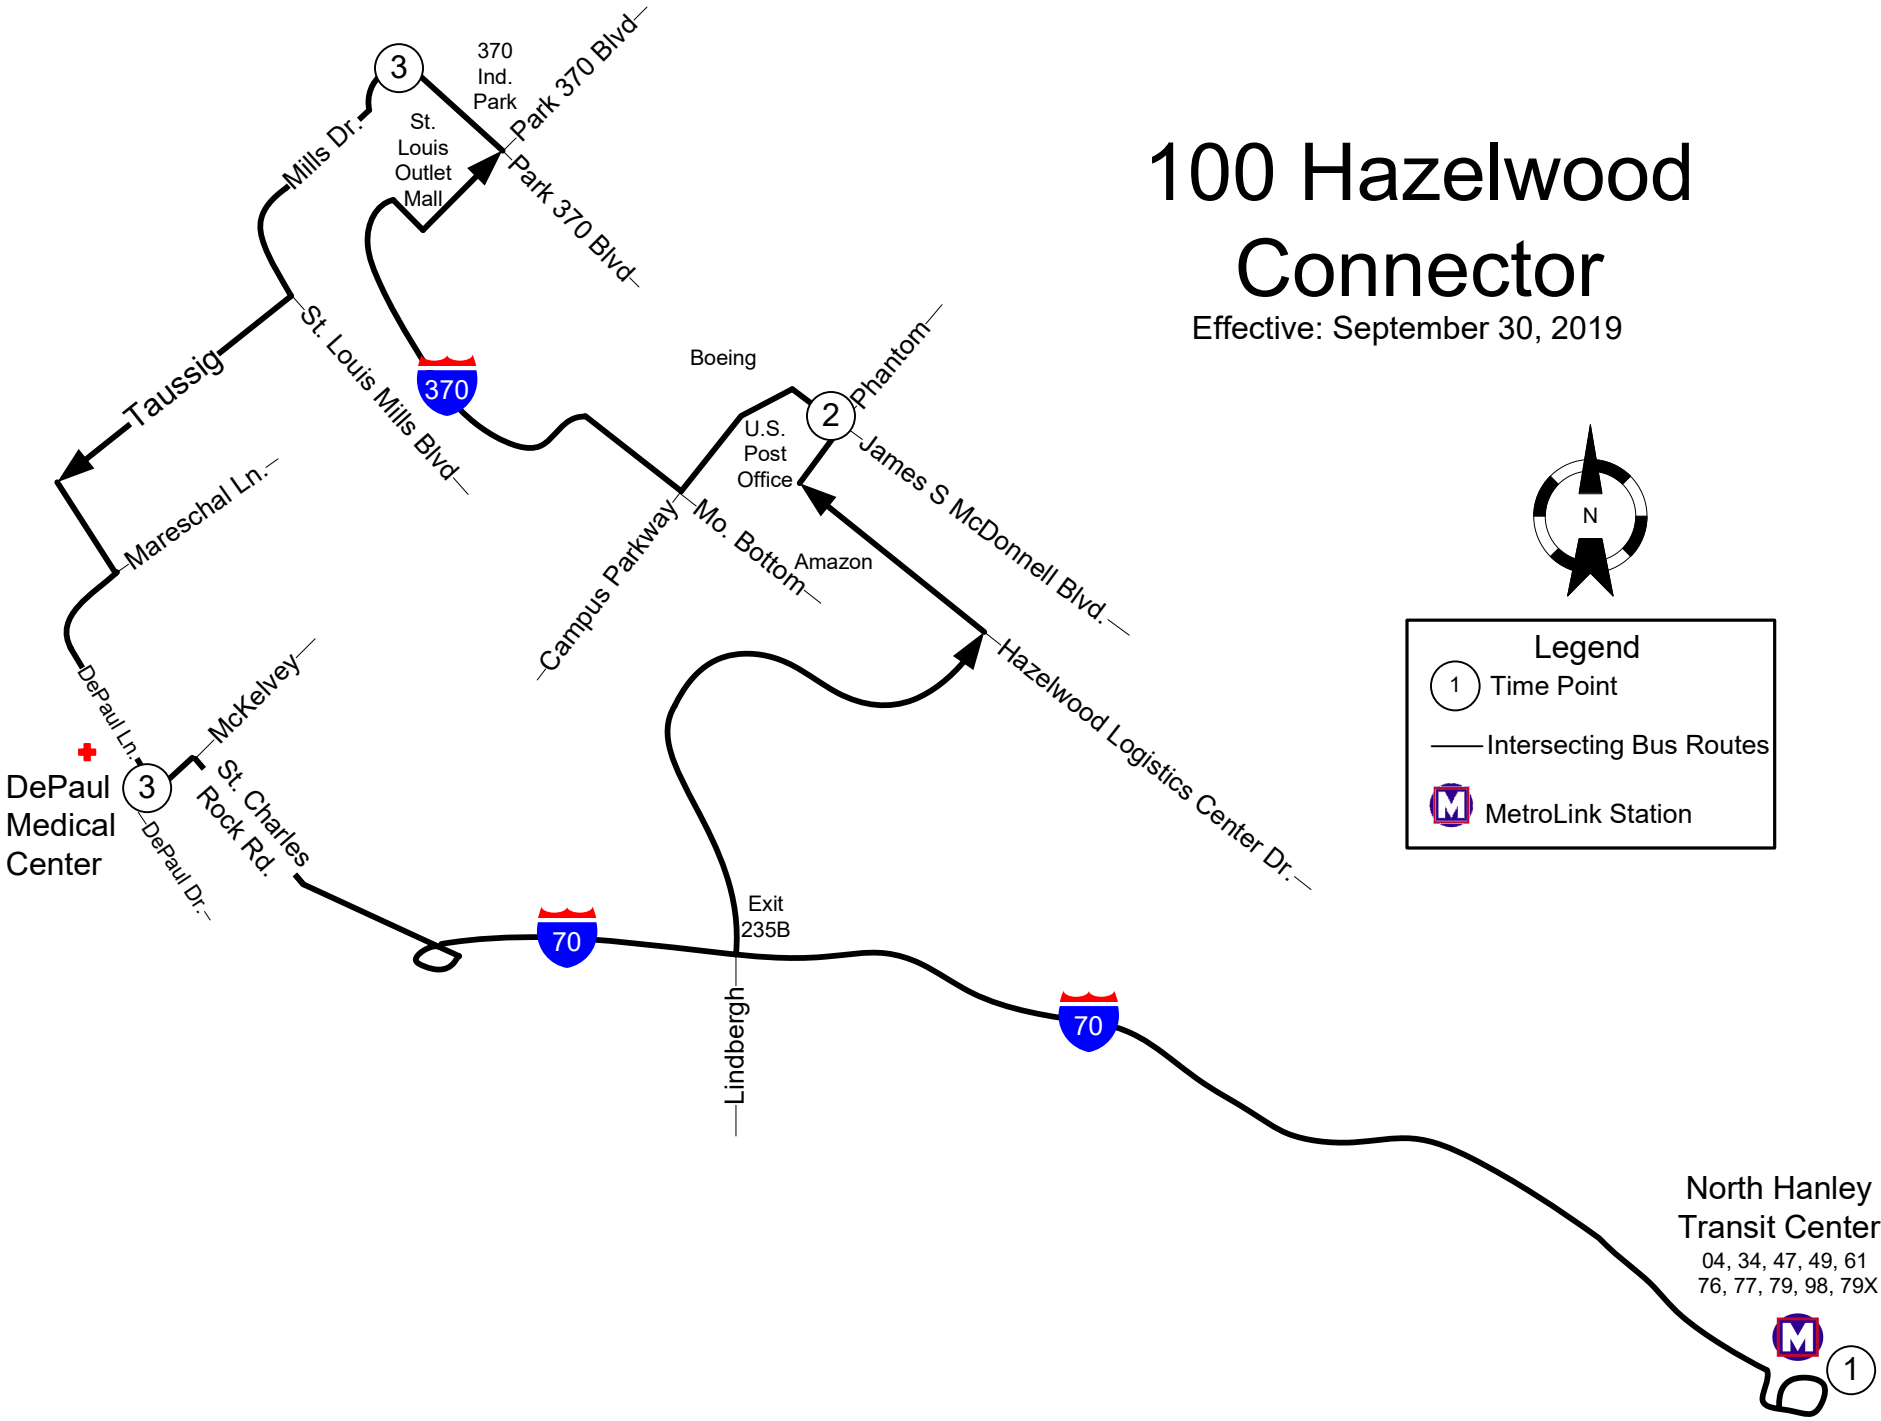 100 Hazelwood
Connector
Effective: September 30, 2019
3
370
Ind.
Park
Park 370 Blvd
St.
Louis
Outlet
Mall
Park 370 Blvd
Mills Dr.
St. Louis Mills Blvd
Taussig
370
Mareschal Ln.
Boeing
Phantom
2
U.S.
Post
Office
James S McDonnell Blvd.
Mo. Bottom
Campus Parkway
Amazon
Hazelwood Logistics Center Dr.
N
Legend
1 Time Point
Intersecting Bus Routes
M MetroLink Station
DePaul Ln.
McKelvey
DePaul
Medical
Center
3
St. Charles
Rock Rd.
DePaul Dr.
70
Exit
235B
Lindbergh
70
North Hanley
Transit Center
04, 34, 47, 49, 61
76, 77, 79, 98, 79X
M
1